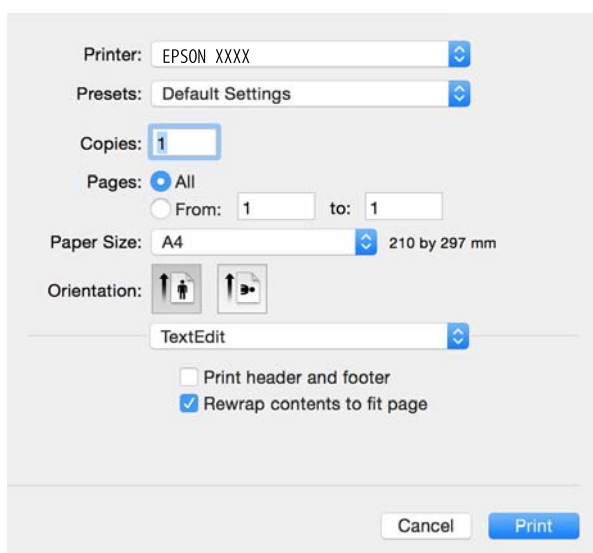 Printer: EPSON XXXX
Presets: Default Settings
Copies: 1
Pages: All
From: 1 to: 1
Paper Size: A4 210 by 297 mm
Orientation:
TextEdit
Print header and footer
Rewrap contents to fit page
Cancel Print